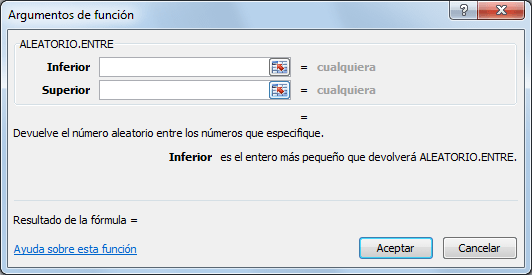 Argumentos de función
ALEATORIO.ENTRE
Inferior = cualquiera
Superior = cualquiera
=
Devuelve el número aleatorio entre los números que especifique.
Inferior es el entero más pequeño que devolverá ALEATORIO.ENTRE.
Resultado de la fórmula =
Ayuda sobre esta función Aceptar Cancelar